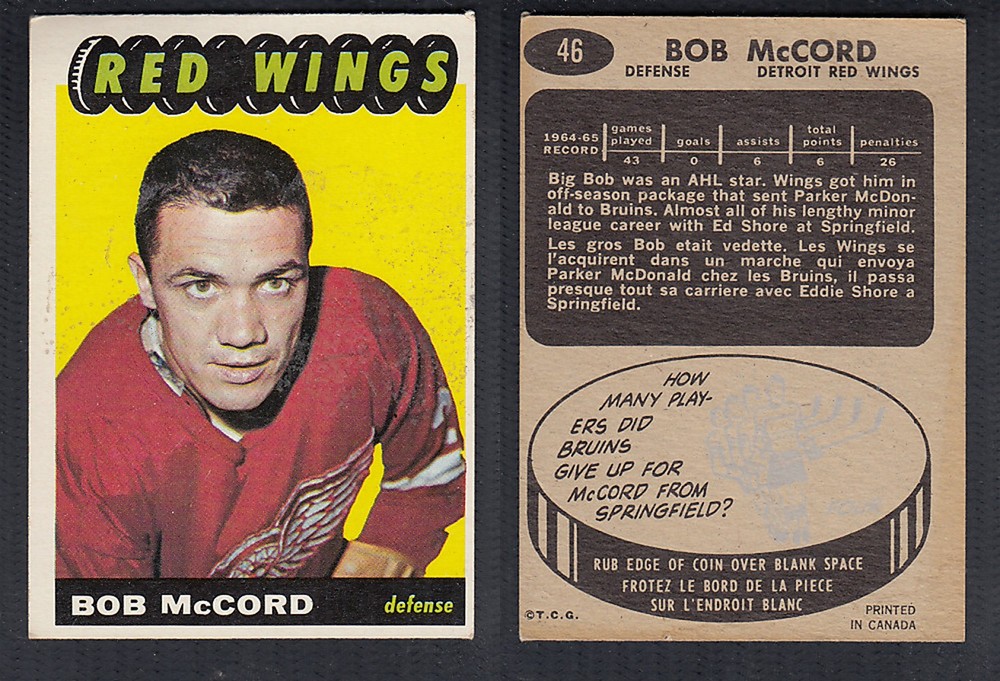 RED WINGS
BOB McCORD
defense
46
BOB McCORD
DEFENSE DETROIT RED WINGS
1964-65 RECORD
games played goals assists total points penalties
43 0 6 6 26
Big Bob was an AHL star. Wings got him in
off-season package that sent Parker McDon-
ald to Bruins. Almost all of his lengthy minor
league career with Ed Shore at Springfield.
Les gros Bob etait vedette. Les Wings se
l'acquirent dans un marche qui envoya
Parker McDonald chez les Bruins, il passa
presque tout sa carriere avec Eddie Shore a
Springfield.
HOW
MANY PLAY-
ERS DID
BRUINS
GIVE UP FOR
McCORD FROM
SPRINGFIELD?
FOUR
RUB EDGE OF COIN OVER BLANK SPACE
FROTEZ LE BORD DE LA PIECE
SUR L'ENDROIT BLANC
©T.C.G.
PRINTED
IN CANADA